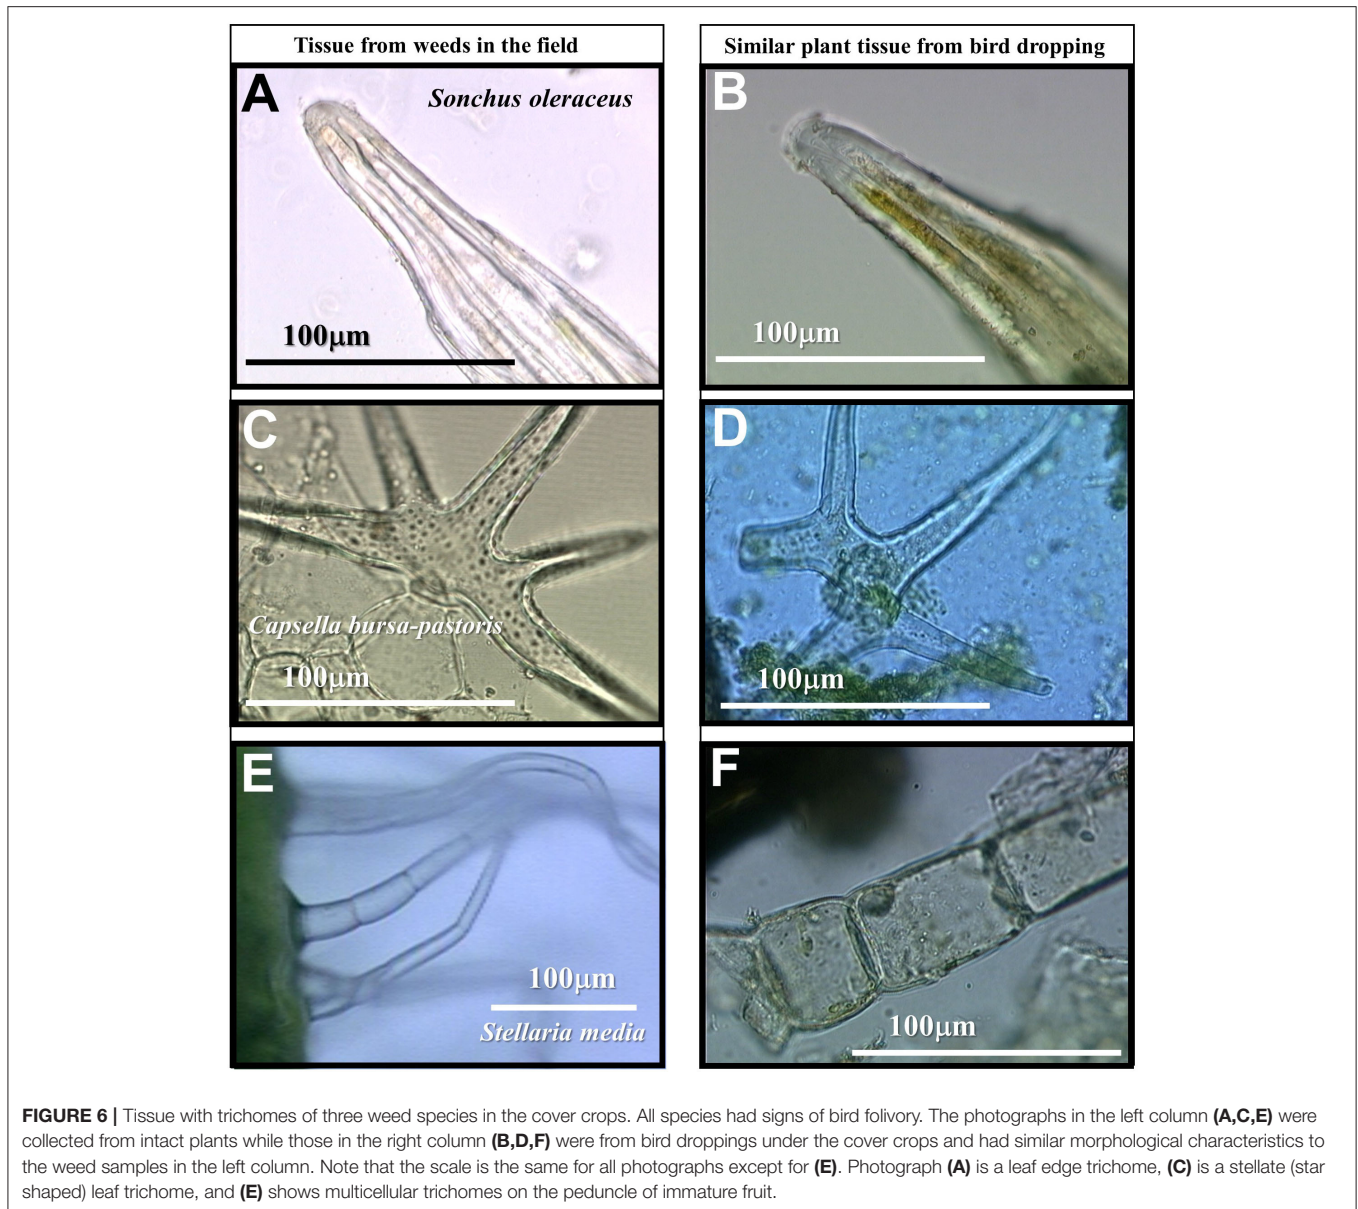 Tissue from weeds in the field
Similar plant tissue from bird dropping
A
Sonchus oleraceus
100μm
B
100μm
C
Capsella bursa-pastoris
100μm
D
100μm
E
100μm
Stellaria media
F
100μm
FIGURE 6 | Tissue with trichomes of three weed species in the cover crops. All species had signs of bird folivory. The photographs in the left column (A,C,E) were
collected from intact plants while those in the right column (B,D,F) were from bird droppings under the cover crops and had similar morphological characteristics to
the weed samples in the left column. Note that the scale is the same for all photographs except for (E). Photograph (A) is a leaf edge trichome, (C) is a stellate (star
shaped) leaf trichome, and (E) shows multicellular trichomes on the peduncle of immature fruit.